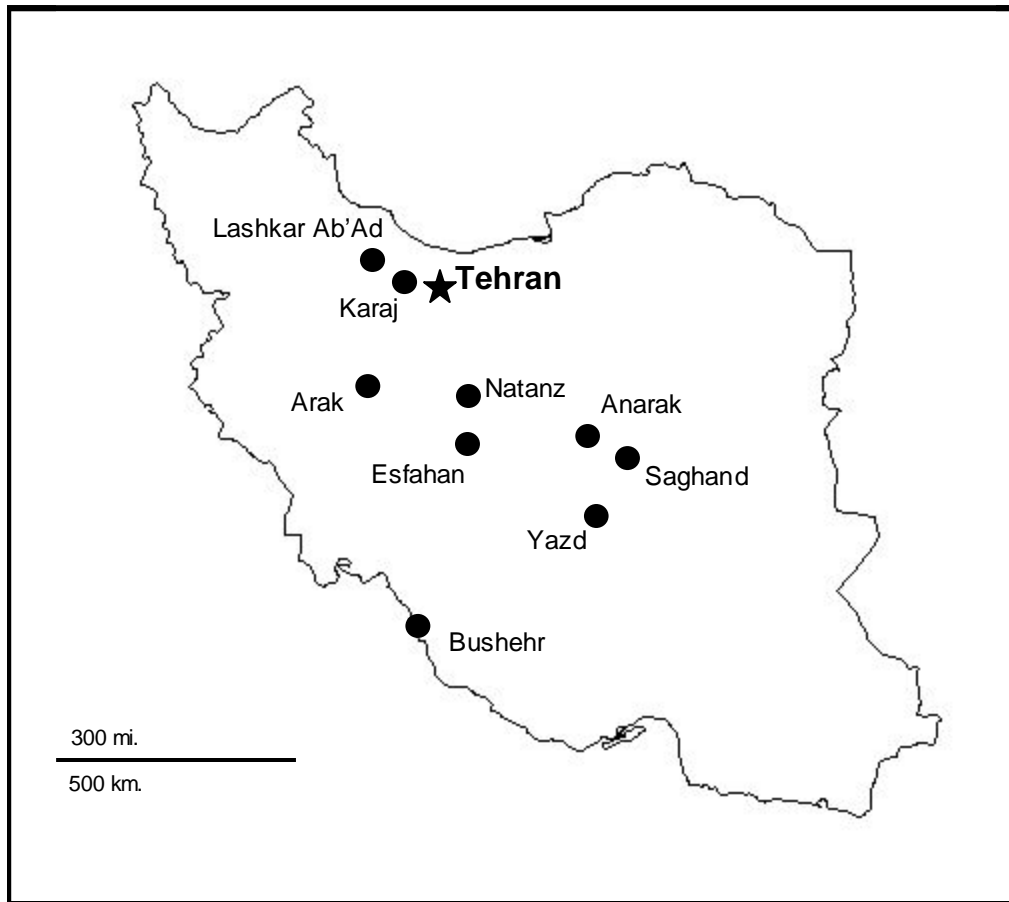 Lashkar Ab’Ad
Tehran
Karaj
Natanz
Arak
Anarak
Esfahan
Saghand
Yazd
Bushehr
300 mi.
500 km.